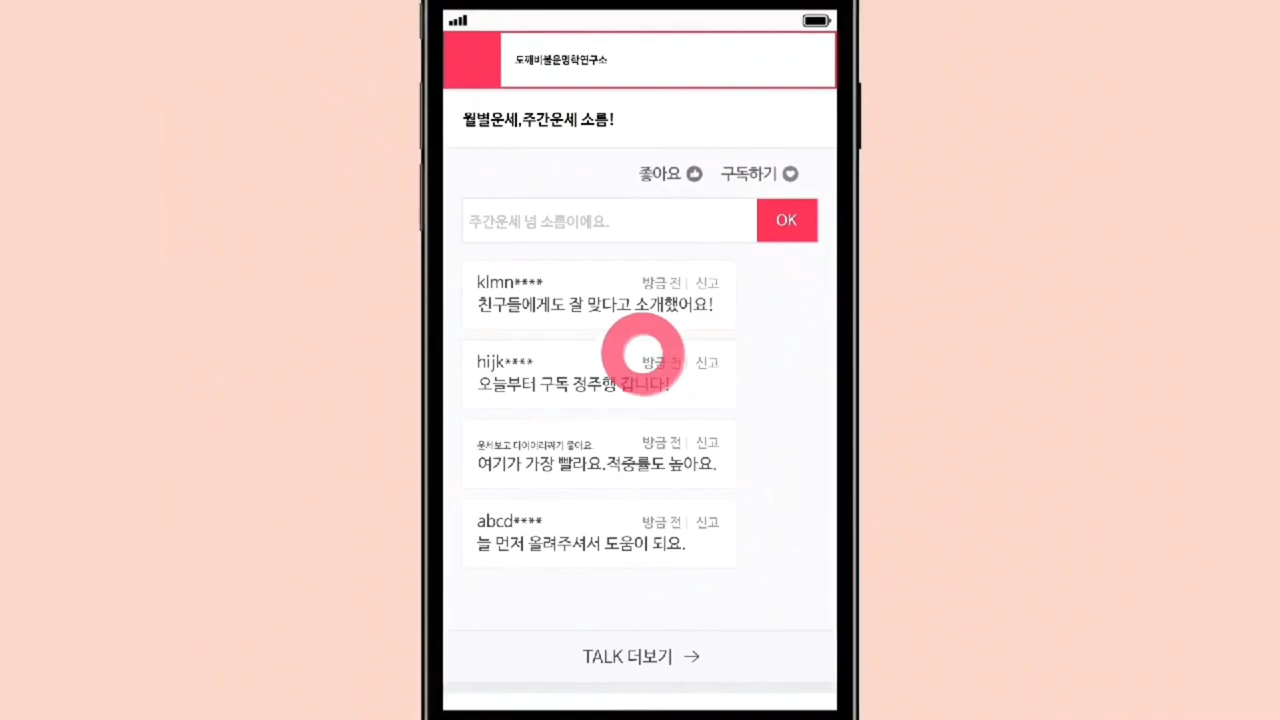 도깨비불운명학연구소
월별운세,주간운세 소름!
좋아요 구독하기
주간운세 넘 소름이에요. OK
klmn**** 방금 전 | 신고
친구들에게도 잘 맞다고 소개했어요!
hijk**** 방금 전 신고
오늘부터 구독 정주행 갑니다!
운세보고 다이어리꾸기 좋아요. 방금 전 | 신고
여기가 가장 빨라요.적중률도 높아요.
abcd**** 방금 전 | 신고
늘 먼저 올려주셔서 도움이 되요.
TALK 더보기 →